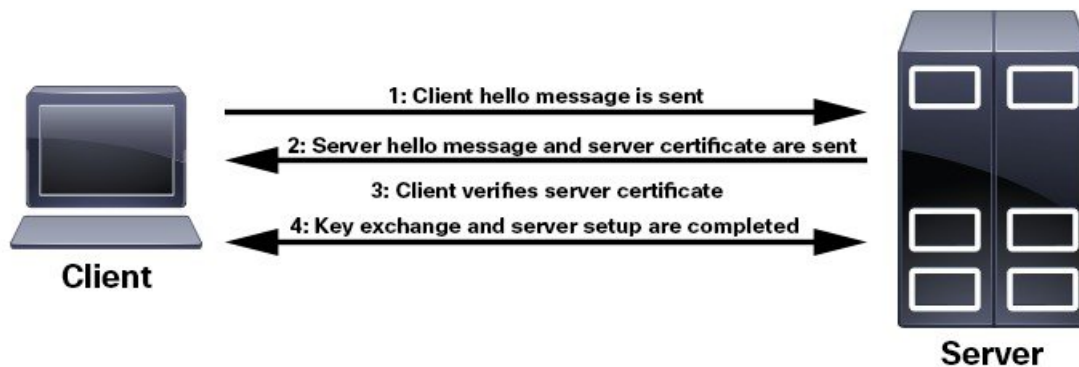 1: Client hello message is sent
2: Server hello message and server certificate are sent
3: Client verifies server certificate
4: Key exchange and server setup are completed
Client
Server